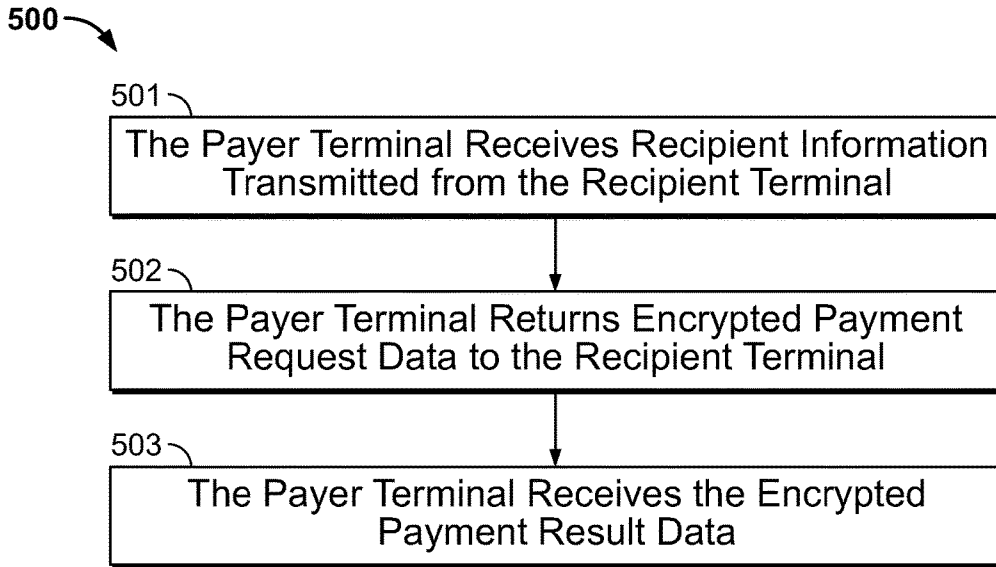 500
501
The Payer Terminal Receives Recipient Information
Transmitted from the Recipient Terminal
502
The Payer Terminal Returns Encrypted Payment
Request Data to the Recipient Terminal
503
The Payer Terminal Receives the Encrypted
Payment Result Data